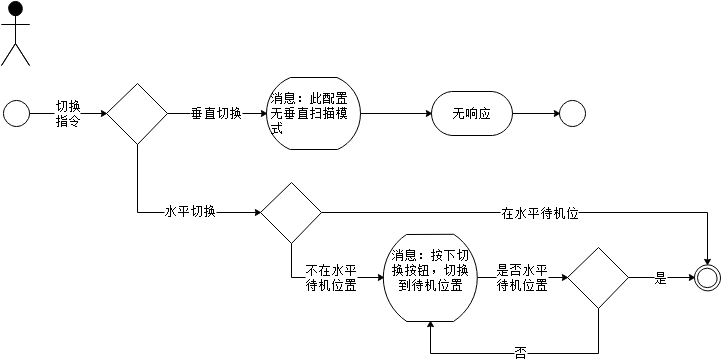 切换
指令
垂直切换
消息：此配置
无垂直扫描模
式
无响应
水平切换
在水平待机位
不在水平
待机位置
消息：按下切
换按钮，切换
到待机位置
是否水平
待机位置
是
否